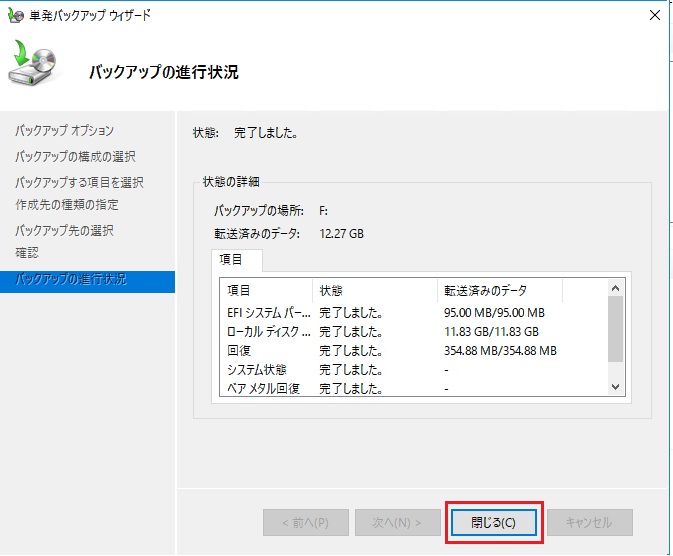 単発バックアップ ウィザード
バックアップの進行状況
バックアップ オプション
バックアップの構成の選択
バックアップする項目を選択
作成先の種類の指定
バックアップ先の選択
確認
バックアップの進行状況
状態: 完了しました。
状態の詳細
バックアップの場所: F:
転送済みのデータ: 12.27 GB
項目
項目 状態 転送済みのデータ
EFI システム パー... 完了しました。 95.00 MB/95.00 MB
ローカル ディスク ... 完了しました。 11.83 GB/11.83 GB
回復 完了しました。 354.88 MB/354.88 MB
システム状態 完了しました。 -
ベア メタル回復 完了しました。 -
< 前へ(P) 次へ(N) > 閉じる(C) キャンセル